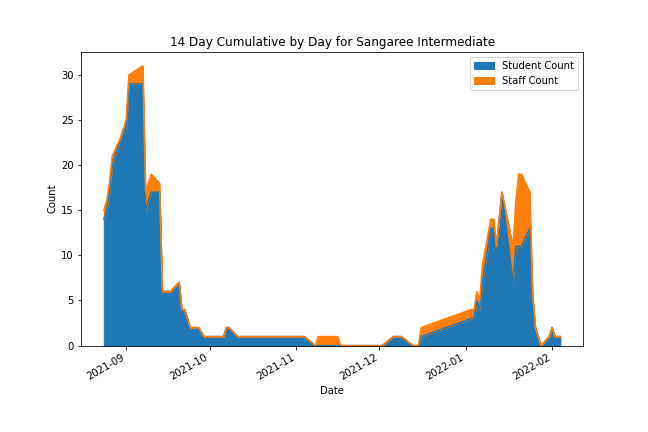 14 Day Cumulative by Day for Sangaree Intermediate
Student Count
Staff Count
30
25
20
15
10
5
0
Count
2021-09
2021-10
2021-11
2021-12
2022-01
2022-02
Date